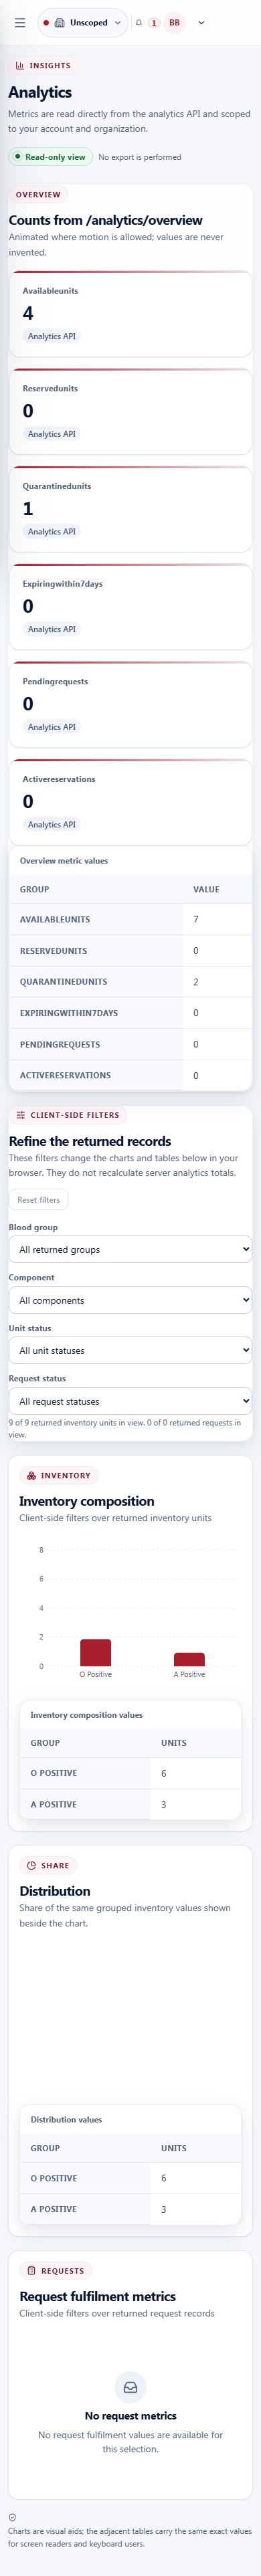 Unscoped
1
BB
INSIGHTS
Analytics
Metrics are read directly from the analytics API and scoped
to your account and organization.
Read-only view
No export is performed
OVERVIEW
Counts from /analytics/overview
Animated where motion is allowed; values are never
invented.
Availableunits
4
Analytics API
Reservedunits
0
Analytics API
Quarantinedunits
1
Analytics API
Expiringwithin7days
0
Analytics API
Pendingrequests
0
Analytics API
Activereservations
0
Analytics API
Overview metric values
GROUP VALUE
AVAILABLEUNITS 7
RESERVEDUNITS 0
QUARANTINEDUNITS 2
EXPIRINGWITHIN7DAYS 0
PENDINGREQUESTS 0
ACTIVERESERVATIONS 0
CLIENT-SIDE FILTERS
Refine the returned records
These filters change the charts and tables below in your
browser. They do not recalculate server analytics totals.
Reset filters
Blood group
All returned groups
Component
All components
Unit status
All unit statuses
Request status
All request statuses
9 of 9 returned inventory units in view. 0 of 0 returned requests in
view.
INVENTORY
Inventory composition
Client-side filters over returned inventory units
8
6
4
2
0
O Positive A Positive
Inventory composition values
GROUP UNITS
O POSITIVE 6
A POSITIVE 3
SHARE
Distribution
Share of the same grouped inventory values shown
beside the chart.
Distribution values
GROUP UNITS
O POSITIVE 6
A POSITIVE 3
REQUESTS
Request fulfilment metrics
Client-side filters over returned request records
No request metrics
No request fulfilment values are available for
this selection.
Charts are visual aids; the adjacent tables carry the same exact values
for screen readers and keyboard users.